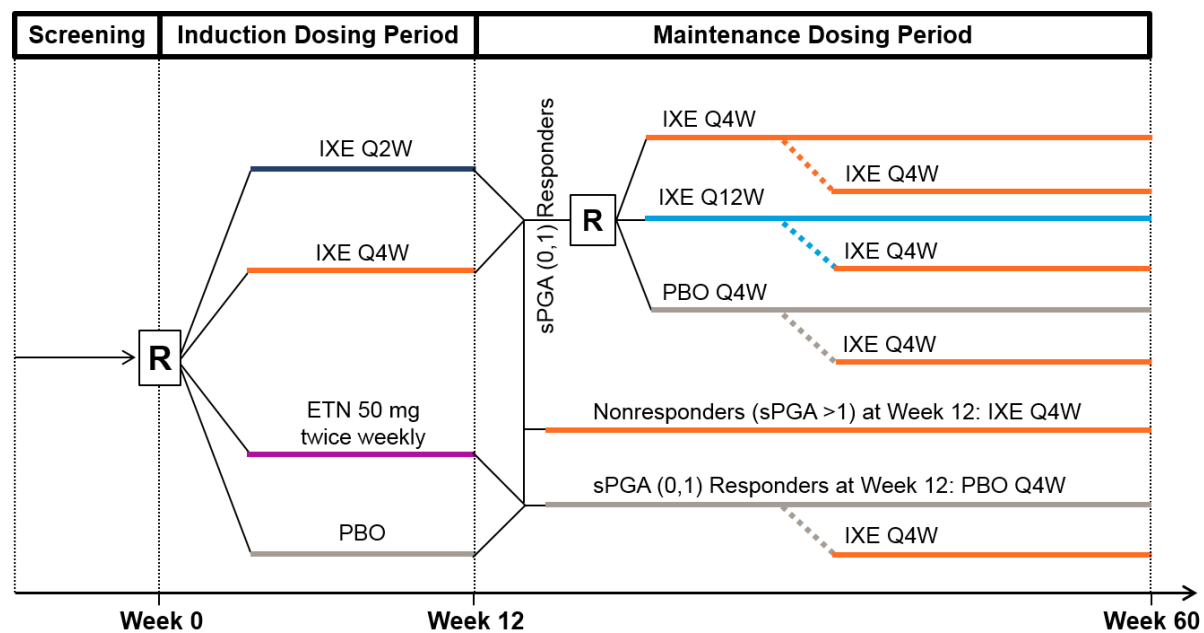 Screening
Induction Dosing Period
Maintenance Dosing Period
IXE Q2W
IXE Q4W
ETN 50 mg
twice weekly
PBO
R
sPGA (0,1) Responders
R
IXE Q4W
IXE Q4W
IXE Q12W
IXE Q4W
PBO Q4W
IXE Q4W
Nonresponders (sPGA >1) at Week 12: IXE Q4W
sPGA (0,1) Responders at Week 12: PBO Q4W
IXE Q4W
Week 0
Week 12
Week 60